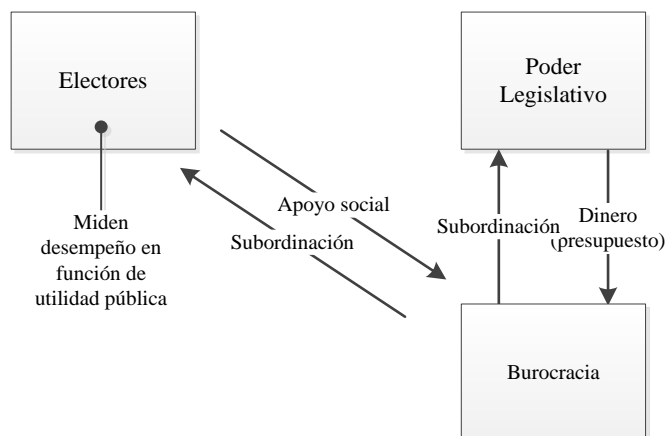 Electores
Poder
Legislativo
Apoyo social
Subordinación
Subordinación
Dinero
(presupuesto)
Miden
desempeño en
función de
utilidad pública
Burocracia